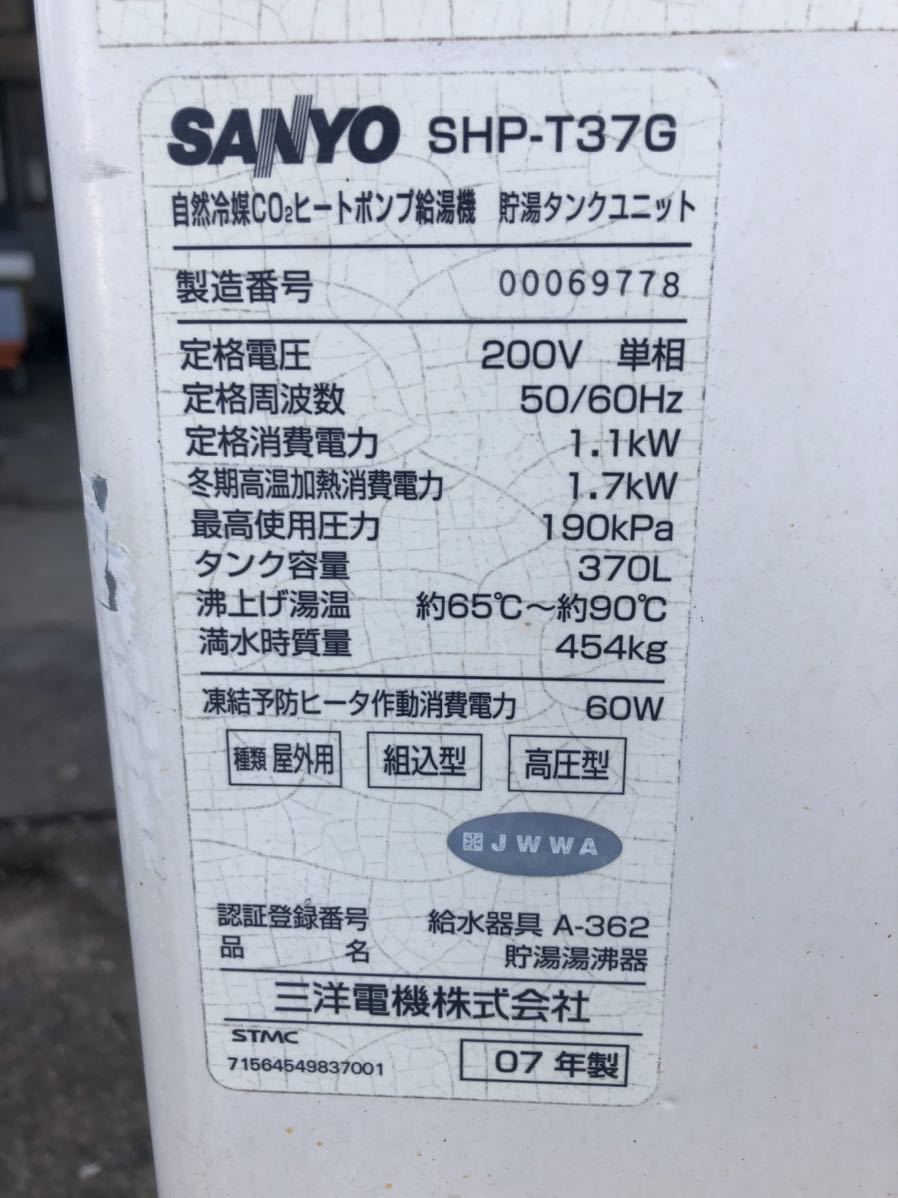 SANYO SHP-T37G
自然冷媒CO₂ヒートポンプ給湯機 貯湯タンクユニット
製造番号 00069778
定格電圧 200V 単相
定格周波数 50/60Hz
定格消費電力 1.1kW
冬期高温加熱消費電力 1.7kW
最高使用圧力 190kPa
タンク容量 370L
沸上げ湯温 約65℃～約90℃
満水時質量 454kg
凍結予防ヒータ作動消費電力 60W
種類 屋外用 組込型 高圧型
JWWA
認証登録番号 給水器具 A-362
品名 貯湯湯沸器
三洋電機株式会社
STMC
71564549837001 07年製